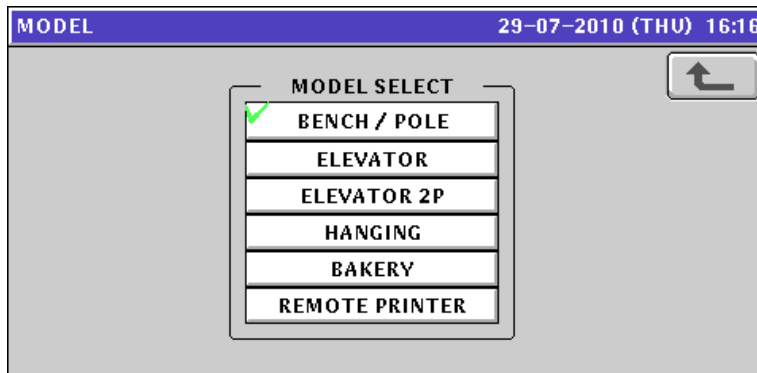 MODEL 29-07-2010 (THU) 16:16
MODEL SELECT
BENCH / POLE
ELEVATOR
ELEVATOR 2P
HANGING
BAKERY
REMOTE PRINTER